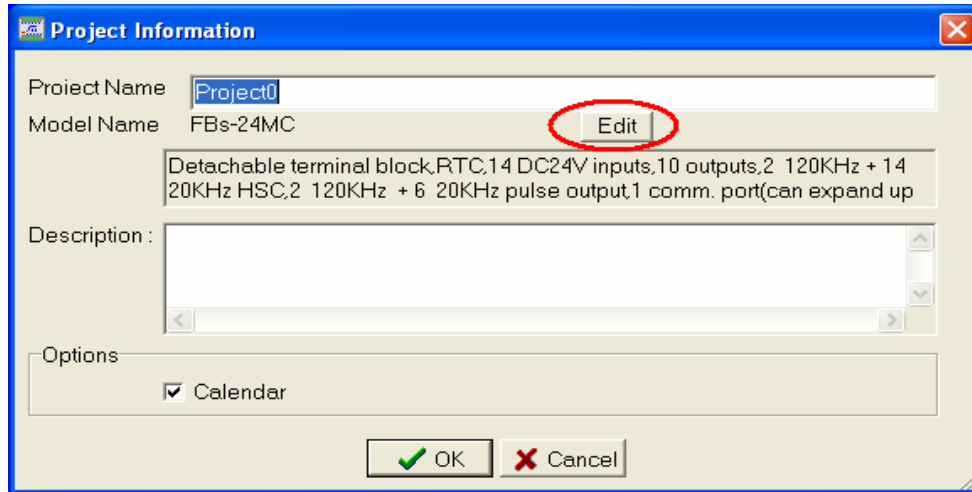 Project Information
Project Name Project0
Model Name FBs-24MC Edit
Detachable terminal block,RTC,14 DC24V inputs,10 outputs,2 120KHz + 14
20KHz HSC,2 120KHz + 6 20KHz pulse output,1 comm. port(can expand up
Description :
Options
Calendar
OK Cancel